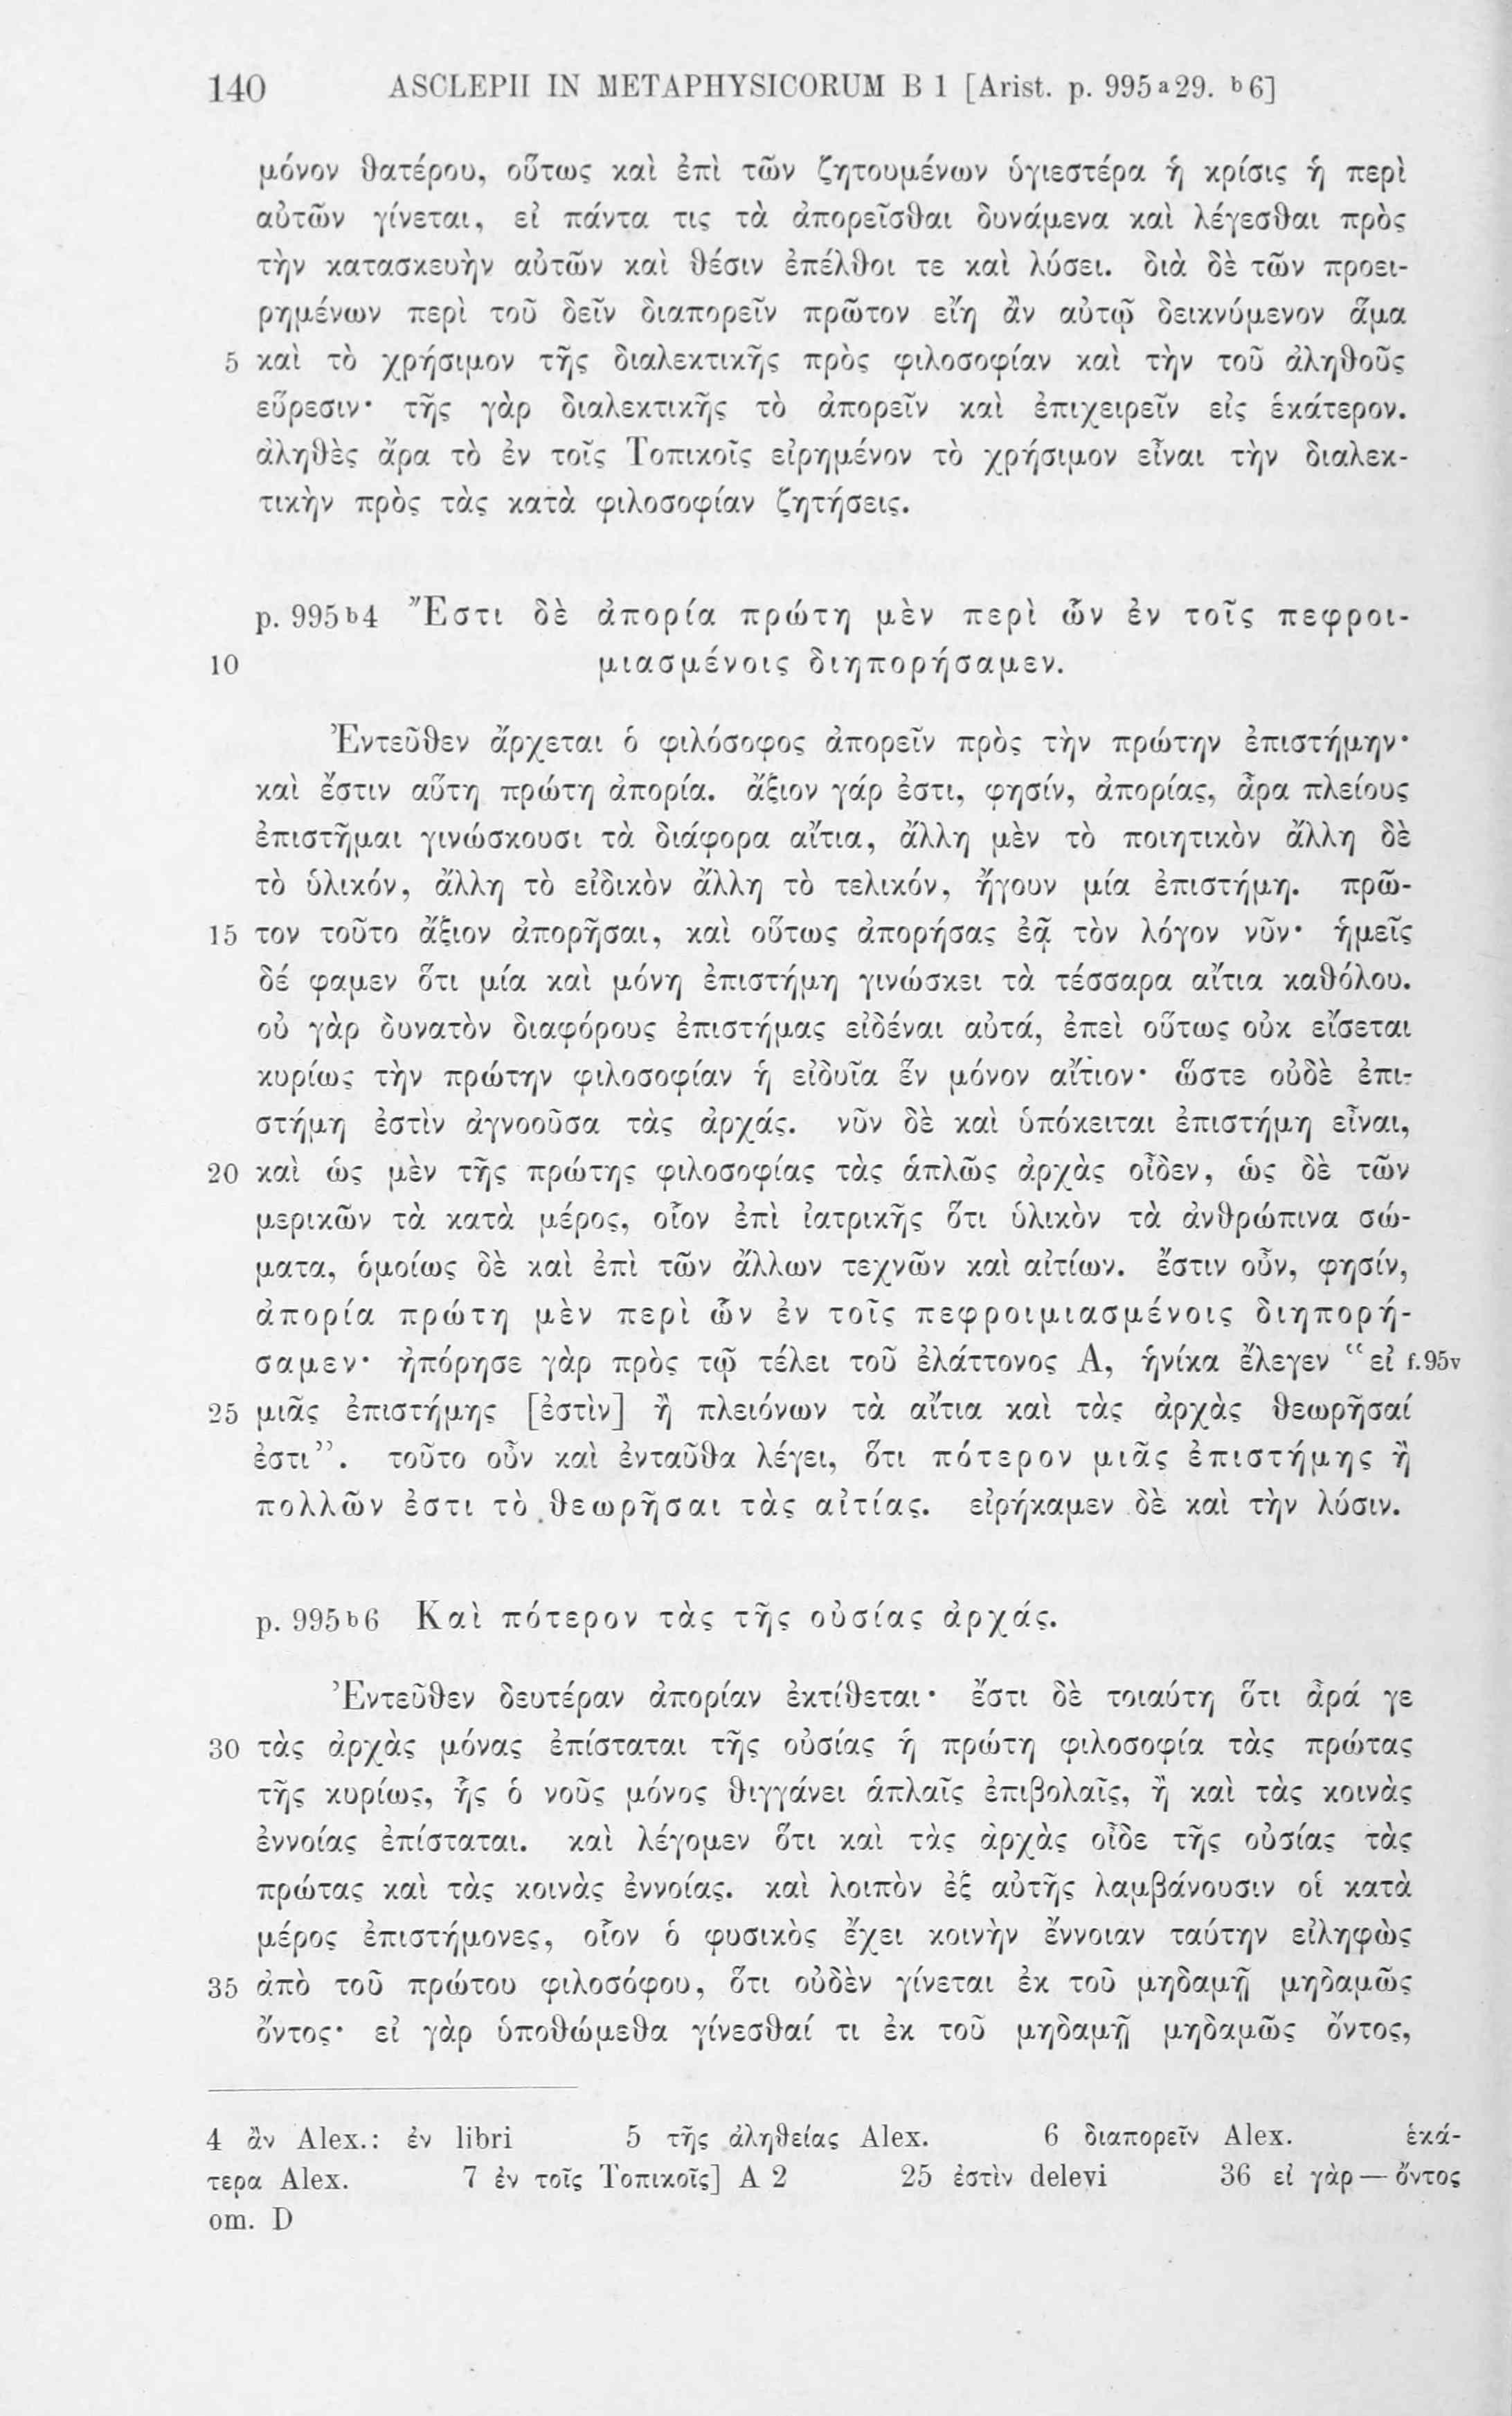 140 ASCLEPII IN METAPHYSICORUM B 1 [Arist. p. 995a29. b6]
μόνον θατέρου, οὕτως καὶ ἐπὶ τῶν ζητουμένων ὑγιεστέρα ἡ κρίσις ἡ περὶ
αὐτῶν γίνεται, εἰ πάντα τις τὰ ἀπορεῖσθαι δυνάμενα καὶ λέγεσθαι πρὸς
τὴν κατασκευὴν αὐτῶν καὶ θέσιν ἐπέλθοι τε καὶ λύσει. διὰ δὲ τῶν προει-
ρημένων περὶ τοῦ δεῖν διαπορεῖν πρῶτον εἴη ἂν αὐτῷ δεικνύμενον ἅμα
5 καὶ τὸ χρήσιμον τῆς διαλεκτικῆς πρὸς φιλοσοφίαν καὶ τὴν τοῦ ἀληθοῦς
εὕρεσιν· τῆς γὰρ διαλεκτικῆς τὸ ἀπορεῖν καὶ ἐπιχειρεῖν εἰς ἑκάτερον.
ἀληθὲς ἄρα τὸ ἐν τοῖς Τοπικοῖς εἰρημένον τὸ χρήσιμον εἶναι τὴν διαλεκ-
τικὴν πρὸς τὰς κατὰ φιλοσοφίαν ζητήσεις.
p. 995b4 Ἔστι δὲ ἀπορία πρώτη μὲν περὶ ὧν ἐν τοῖς πεφροι-
10 μιασμένοις διηπορήσαμεν.
Ἐντεῦθεν ἄρχεται ὁ φιλόσοφος ἀπορεῖν πρὸς τὴν πρώτην ἐπιστήμην·
καὶ ἔστιν αὕτη πρώτη ἀπορία. ἄξιον γάρ ἐστι, φησίν, ἀπορίας, ἆρα πλείους
ἐπιστῆμαι γινώσκουσι τὰ διάφορα αἴτια, ἄλλη μὲν τὸ ποιητικὸν ἄλλη δὲ
τὸ ὑλικόν, ἄλλη τὸ εἰδικὸν ἄλλη τὸ τελικόν, ἤγουν μία ἐπιστήμη. πρῶ-
15 τον τοῦτο ἄξιον ἀπορῆσαι, καὶ οὕτως ἀπορήσας ἐᾷ τὸν λόγον νῦν· ἡμεῖς
δέ φαμεν ὅτι μία καὶ μόνη ἐπιστήμη γινώσκει τὰ τέσσαρα αἴτια καθόλου.
οὐ γὰρ δυνατὸν διαφόρους ἐπιστήμας εἰδέναι αὐτά, ἐπεὶ οὕτως οὐκ εἴσεται
κυρίως τὴν πρώτην φιλοσοφίαν ἡ εἰδυῖα ἓν μόνον αἴτιον· ὥστε οὐδὲ ἐπι-
στήμη ἐστὶν ἀγνοοῦσα τὰς ἀρχάς. νῦν δὲ καὶ ὑπόκειται ἐπιστήμη εἶναι,
20 καὶ ὡς μὲν τῆς πρώτης φιλοσοφίας τὰς ἁπλῶς ἀρχὰς οἶδεν, ὡς δὲ τῶν
μερικῶν τὰ κατὰ μέρος, οἷον ἐπὶ ἰατρικῆς ὅτι ὑλικὸν τὰ ἀνθρώπινα σώ-
ματα, ὁμοίως δὲ καὶ ἐπὶ τῶν ἄλλων τεχνῶν καὶ αἰτίων. ἔστιν οὖν, φησίν,
ἀπορία πρώτη μὲν περὶ ὧν ἐν τοῖς πεφροιμιασμένοις διηπορή-
σαμεν· ἠπόρησε γὰρ πρὸς τῷ τέλει τοῦ ἐλάττονος Α, ἡνίκα ἔλεγεν “εἰ f.95v
25 μιᾶς ἐπιστήμης [ἐστὶν] ἢ πλειόνων τὰ αἴτια καὶ τὰς ἀρχὰς θεωρῆσαί
ἐστι”. τοῦτο οὖν καὶ ἐνταῦθα λέγει, ὅτι πότερον μιᾶς ἐπιστήμης ἢ
πολλῶν ἐστι τὸ θεωρῆσαι τὰς αἰτίας. εἰρήκαμεν δὲ καὶ τὴν λύσιν.
p. 995b6 Καὶ πότερον τὰς τῆς οὐσίας ἀρχάς.
Ἐντεῦθεν δευτέραν ἀπορίαν ἐκτίθεται· ἔστι δὲ τοιαύτη ὅτι ἆρά γε
30 τὰς ἀρχὰς μόνας ἐπίσταται τῆς οὐσίας ἡ πρώτη φιλοσοφία τὰς πρώτας
τῆς κυρίως, ἧς ὁ νοῦς μόνος θιγγάνει ἁπλαῖς ἐπιβολαῖς, ἢ καὶ τὰς κοινὰς
ἐννοίας ἐπίσταται. καὶ λέγομεν ὅτι καὶ τὰς ἀρχὰς οἶδε τῆς οὐσίας τὰς
πρώτας καὶ τὰς κοινὰς ἐννοίας. καὶ λοιπὸν ἐξ αὐτῆς λαμβάνουσιν οἱ κατὰ
μέρος ἐπιστήμονες, οἷον ὁ φυσικὸς ἔχει κοινὴν ἔννοιαν ταύτην εἰληφὼς
35 ἀπὸ τοῦ πρώτου φιλοσόφου, ὅτι οὐδὲν γίνεται ἐκ τοῦ μηδαμῇ μηδαμῶς
ὄντος· εἰ γὰρ ὑποθώμεθα γίνεσθαί τι ἐκ τοῦ μηδαμῇ μηδαμῶς ὄντος,
4 ἂν Alex.: ἐν libri 5 τῆς ἀληθείας Alex. 6 διαπορεῖν Alex. ἑκά-
τερα Alex. 7 ἐν τοῖς Τοπικοῖς] A 2 25 ἐστὶν delevi 36 εἰ γὰρ — ὄντος
om. D